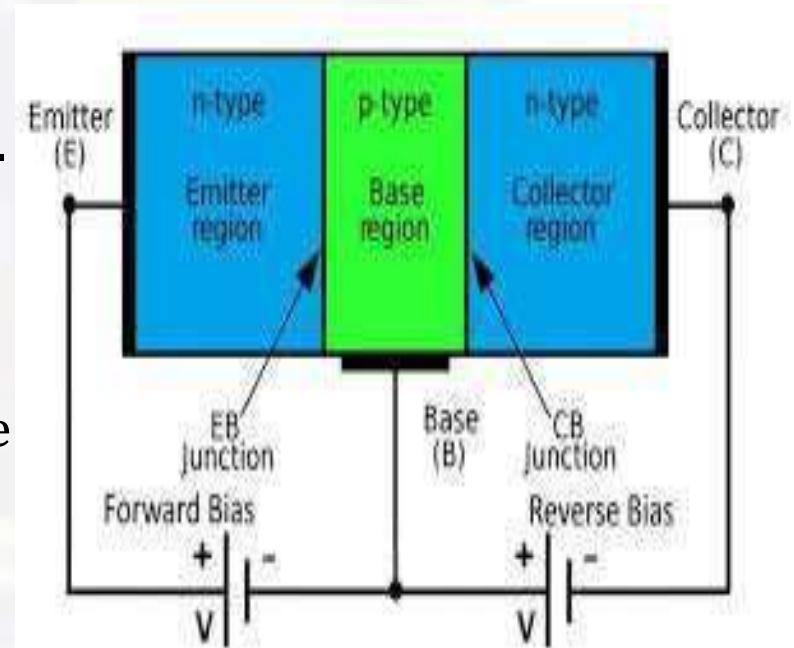 n-type
p-type
n-type
Emitter
(E)
Collector
(C)
Emitter
region
Base
region
Collector
region
e
EB
Junction
Base
(B)
CB
Junction
Forward Bias
Reverse Bias
+
-
+
-
V
V